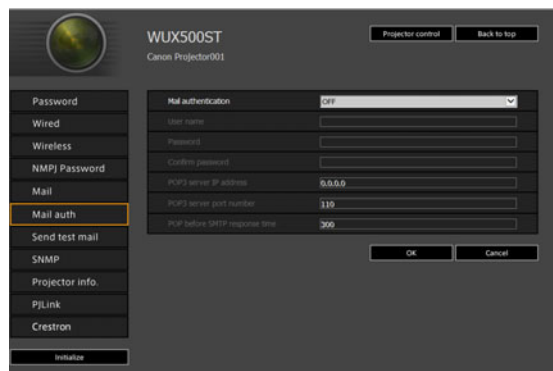 WUX500ST
Projector control
Back to top
Canon Projector001
Password
Wired
Wireless
NMPJ Password
Mail
Mail auth
Send test mail
SNMP
Projector info.
PJLink
Crestron
Initialize
Mail authentication
OFF
User name
Password
Confirm password
POP3 server IP address
0.0.0.0
POP3 server port number
110
POP before SMTP response time
300
OK
Cancel